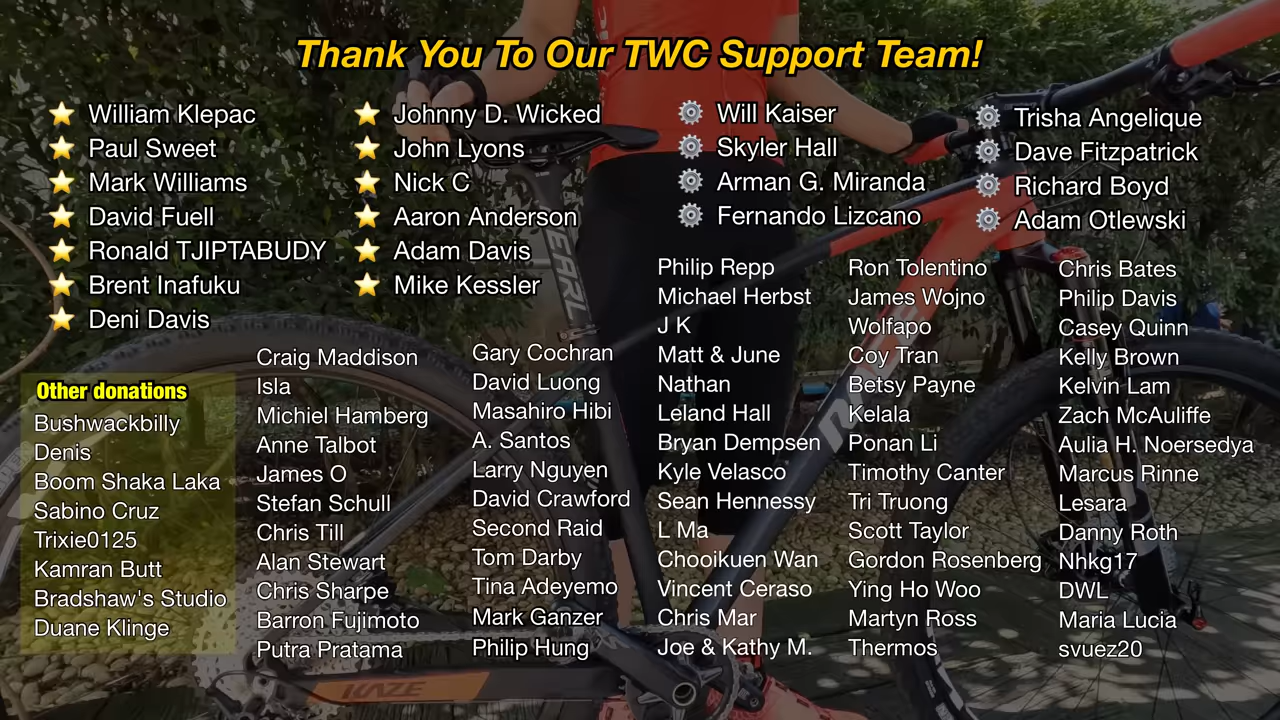 Thank You To Our TWC Support Team!
William Klepac
Paul Sweet
Mark Williams
David Fuell
Ronald TJIPTABUDY
Brent Inafuku
Deni Davis
Johnny D. Wicked
John Lyons
Nick C
Aaron Anderson
Adam Davis
Mike Kessler
Will Kaiser
Skyler Hall
Arman G. Miranda
Fernando Lizcano
Trisha Angelique
Dave Fitzpatrick
Richard Boyd
Adam Otlewski
Other donations
Bushwackbilly
Denis
Boom Shaka Laka
Sabino Cruz
Trixie0125
Kamran Butt
Bradshaw's Studio
Duane Klinge
Craig Maddison
Isla
Michiel Hamberg
Anne Talbot
James O
Stefan Schull
Chris Till
Alan Stewart
Chris Sharpe
Barron Fujimoto
Putra Pratama
Gary Cochran
David Luong
Masahiro Hibi
A. Santos
Larry Nguyen
David Crawford
Second Raid
Tom Darby
Tina Adeyemo
Mark Ganzer
Philip Hung
Philip Repp
Michael Herbst
J K
Matt & June
Nathan
Leland Hall
Bryan Dempsen
Kyle Velasco
Sean Hennessy
L Ma
Chooikuen Wan
Vincent Ceraso
Chris Mar
Joe & Kathy M.
Ron Tolentino
James Wojno
Wolfapo
Coy Tran
Betsy Payne
Kelala
Ponan Li
Timothy Canter
Tri Truong
Scott Taylor
Gordon Rosenberg
Ying Ho Woo
Martyn Ross
Thermos
Chris Bates
Philip Davis
Casey Quinn
Kelly Brown
Kelvin Lam
Zach McAuliffe
Aulia H. Noersedya
Marcus Rinne
Lesara
Danny Roth
Nhkg17
DWL
Maria Lucia
svuez20
KAZE